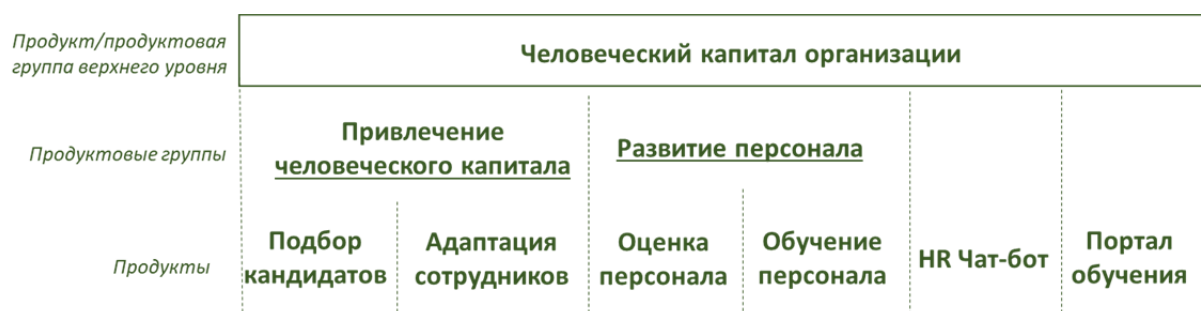 Продукт/продуктовая
группа верхнего уровня
Человеческий капитал организации
Продуктовые группы
Привлечение
человеческого капитала
Развитие персонала
Продукты
Подбор
кандидатов
Адаптация
сотрудников
Оценка
персонала
Обучение
персонала
HR Чат-бот
Портал
обучения